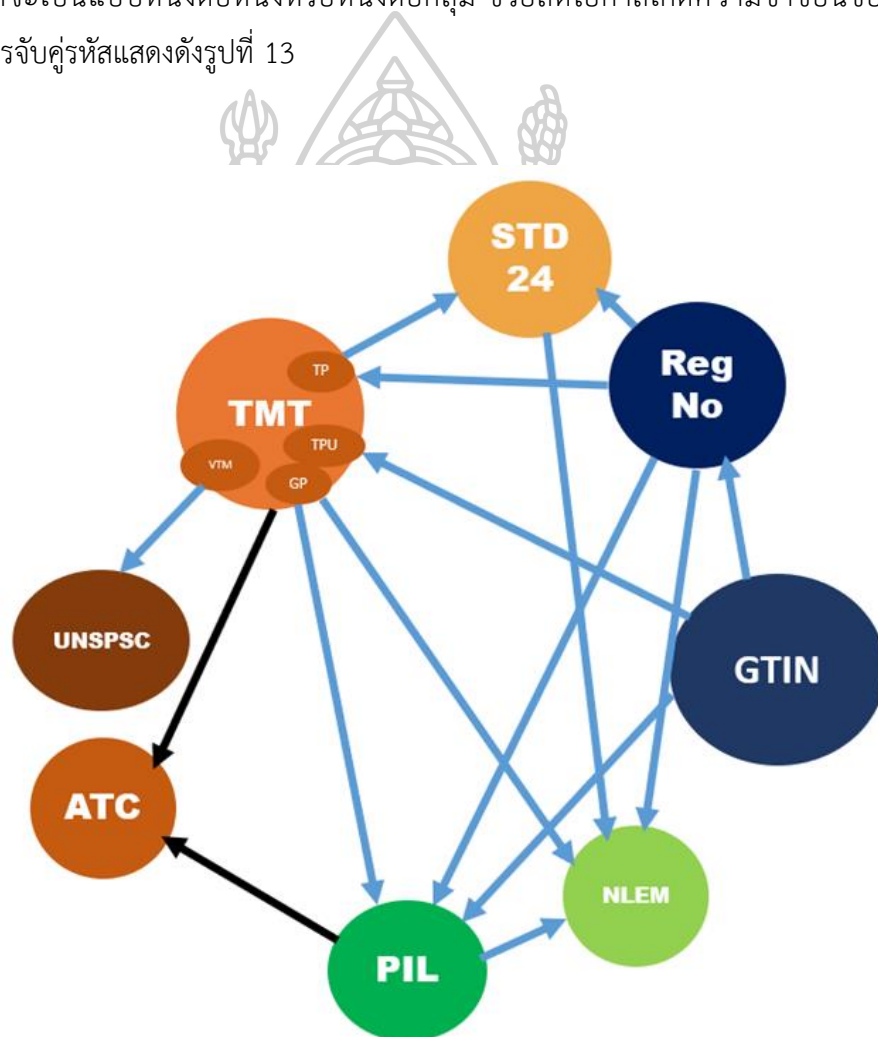 รจับคู่รหัสแสดงดังรูปที่ 13
STD
24
Reg
No
TP
TMT
TPU
VTM
GP
UNSPSC
GTIN
ATC
NLEM
PIL